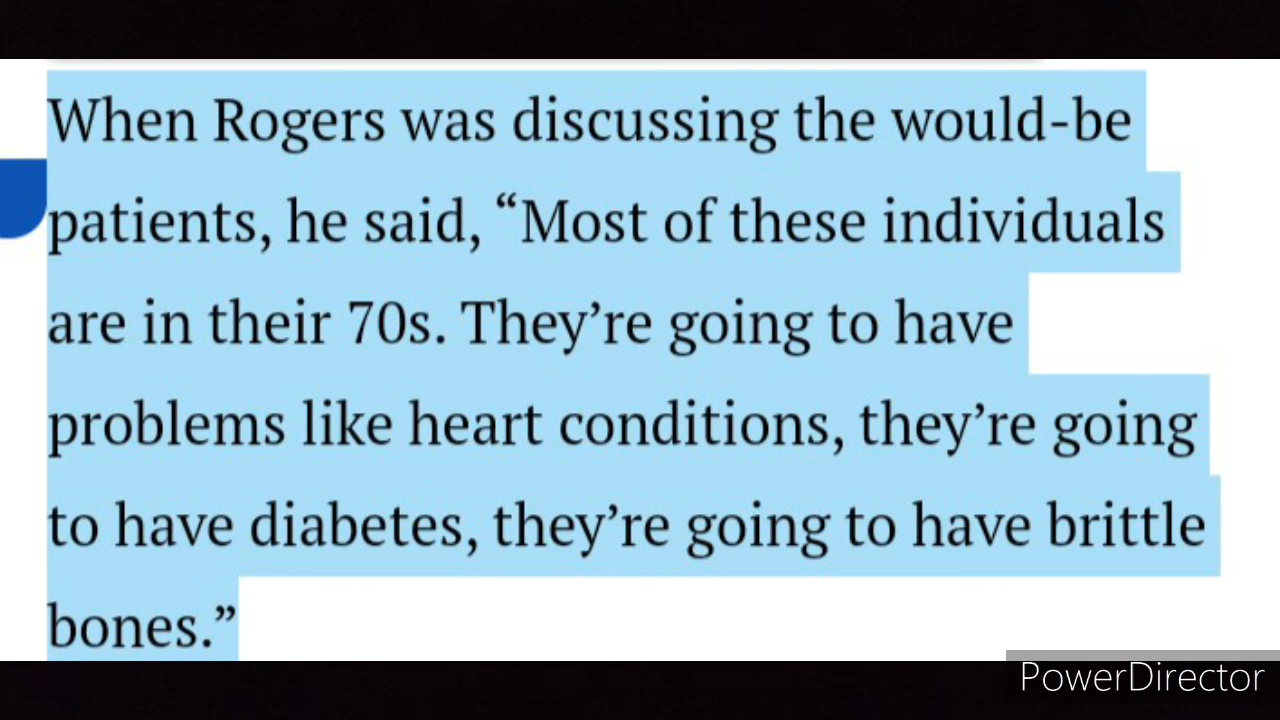 When Rogers was discussing the would-be
patients, he said, “Most of these individuals
are in their 70s. They’re going to have
problems like heart conditions, they’re going
to have diabetes, they’re going to have brittle
bones.”
PowerDirector